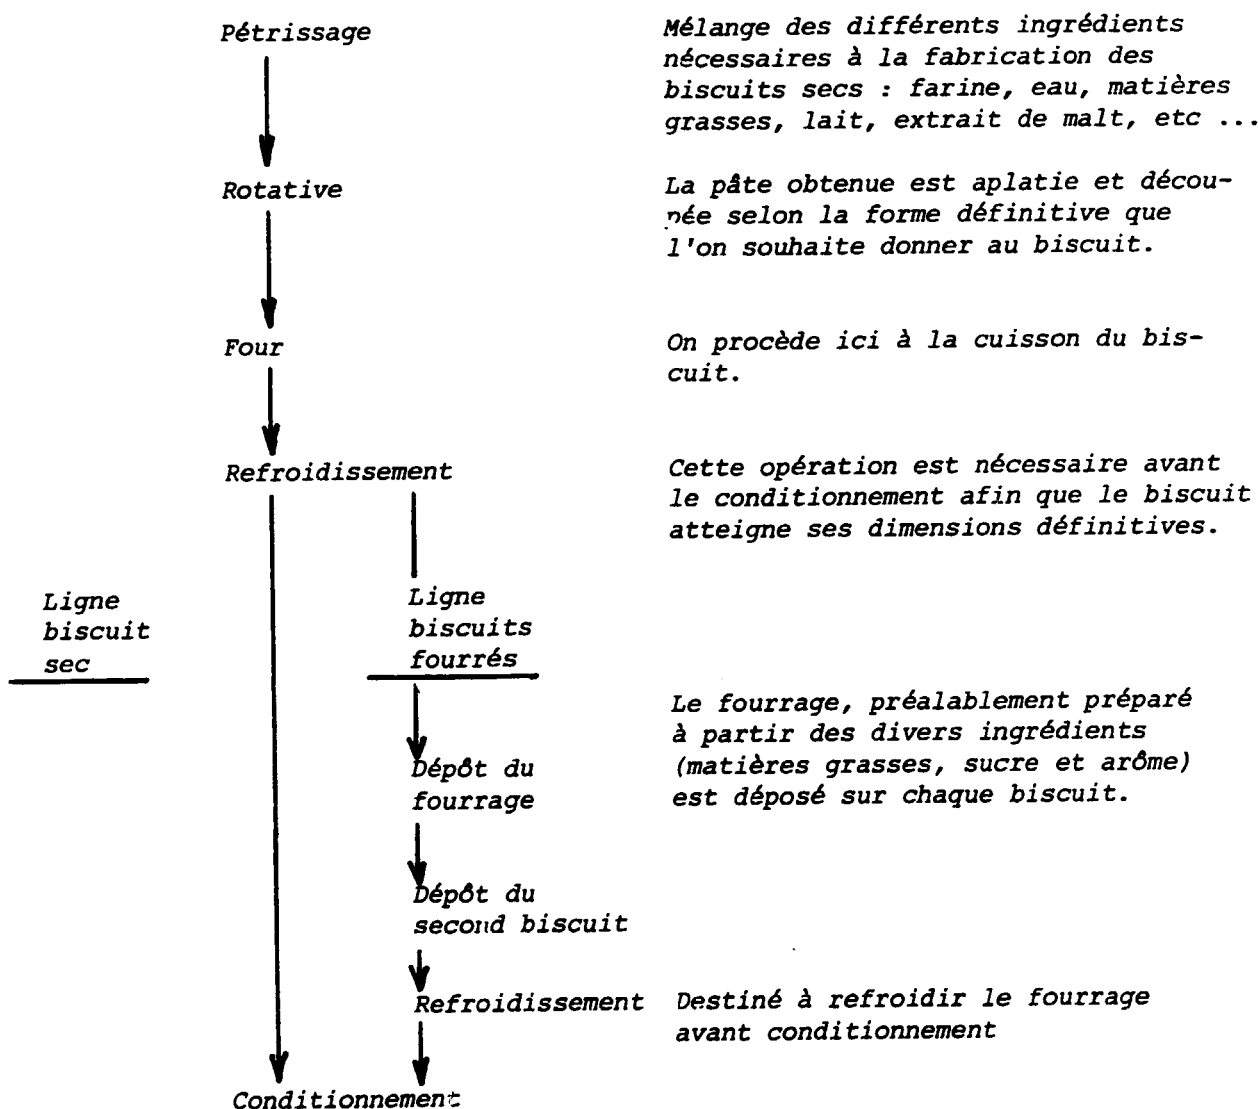 Pétrissage
Mélange des différents ingrédients
nécessaires à la fabrication des
biscuits secs : farine, eau, matières
grasses, lait, extrait de malt, etc ...
Rotative
La pâte obtenue est aplatie et décou-
pée selon la forme définitive que
l'on souhaite donner au biscuit.
Four
On procède ici à la cuisson du bis-
cuit.
Refroidissement
Cette opération est nécessaire avant
le conditionnement afin que le biscuit
atteigne ses dimensions définitives.
Ligne
biscuit
sec
Ligne
biscuits
fourrés
Le fourrage, préalablement préparé
à partir des divers ingrédients
(matières grasses, sucre et arôme)
est déposé sur chaque biscuit.
Dépôt du
fourrage
Dépôt du
second biscuit
Refroidissement
Destiné à refroidir le fourrage
avant conditionnement
Conditionnement